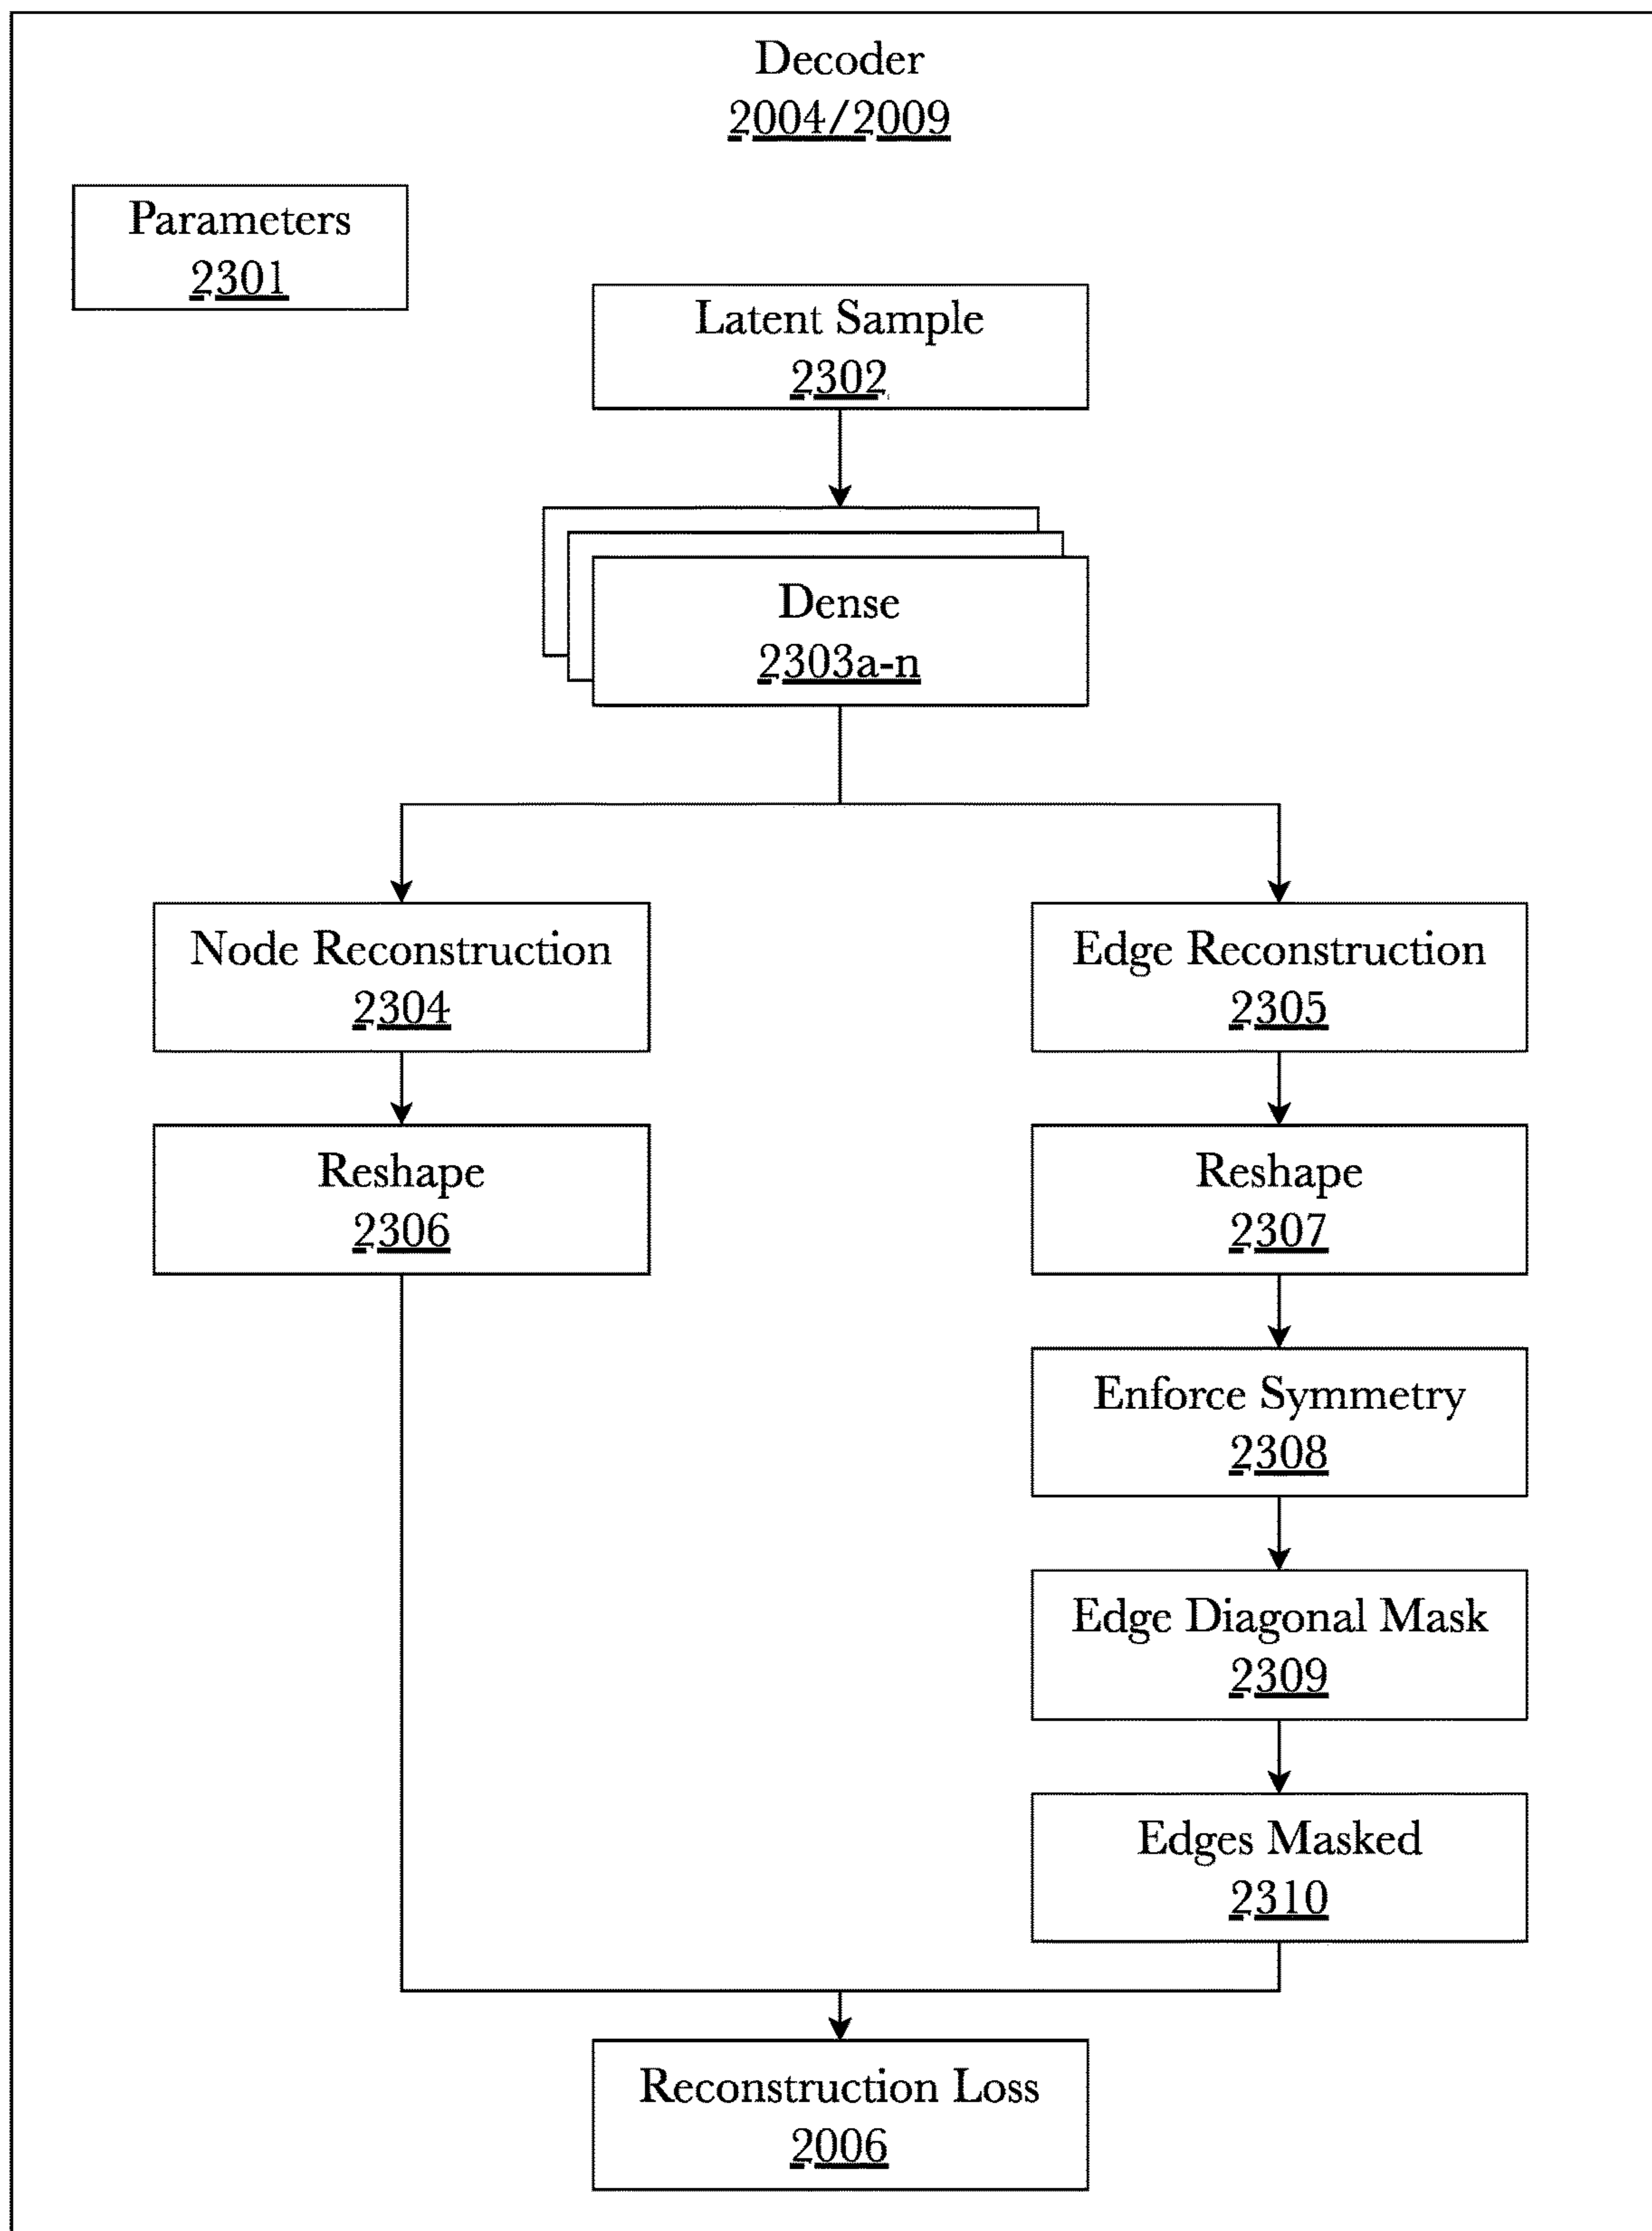 Decoder
2004/2009
Parameters
2301
Latent Sample
2302
Dense
2303a-n
Node Reconstruction
2304
Edge Reconstruction
2305
Reshape
2306
Reshape
2307
Enforce Symmetry
2308
Edge Diagonal Mask
2309
Edges Masked
2310
Reconstruction Loss
2006